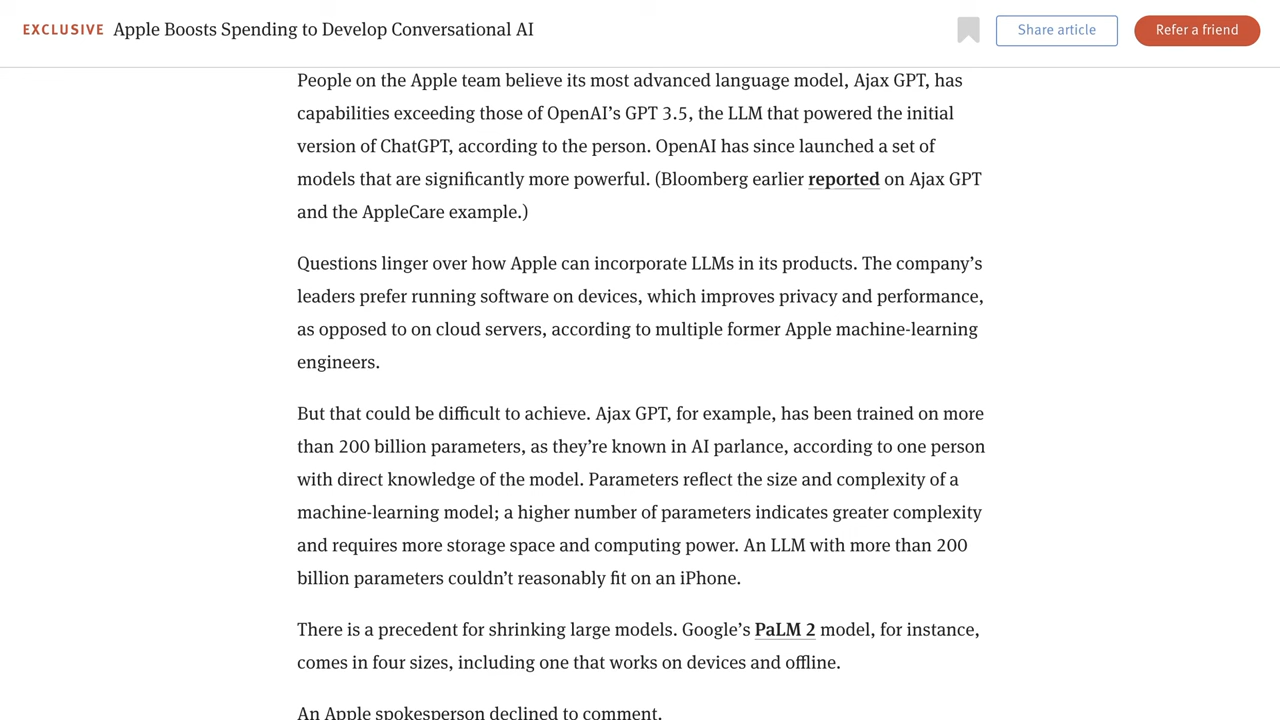 EXCLUSIVE Apple Boosts Spending to Develop Conversational AI
Share article
Refer a friend
People on the Apple team believe its most advanced language model, Ajax GPT, has
capabilities exceeding those of OpenAI’s GPT 3.5, the LLM that powered the initial
version of ChatGPT, according to the person. OpenAI has since launched a set of
models that are significantly more powerful. (Bloomberg earlier reported on Ajax GPT
and the AppleCare example.)
Questions linger over how Apple can incorporate LLMs in its products. The company’s
leaders prefer running software on devices, which improves privacy and performance,
as opposed to on cloud servers, according to multiple former Apple machine-learning
engineers.
But that could be difficult to achieve. Ajax GPT, for example, has been trained on more
than 200 billion parameters, as they’re known in AI parlance, according to one person
with direct knowledge of the model. Parameters reflect the size and complexity of a
machine-learning model; a higher number of parameters indicates greater complexity
and requires more storage space and computing power. An LLM with more than 200
billion parameters couldn’t reasonably fit on an iPhone.
There is a precedent for shrinking large models. Google’s PaLM 2 model, for instance,
comes in four sizes, including one that works on devices and offline.
An Apple spokesperson declined to comment.